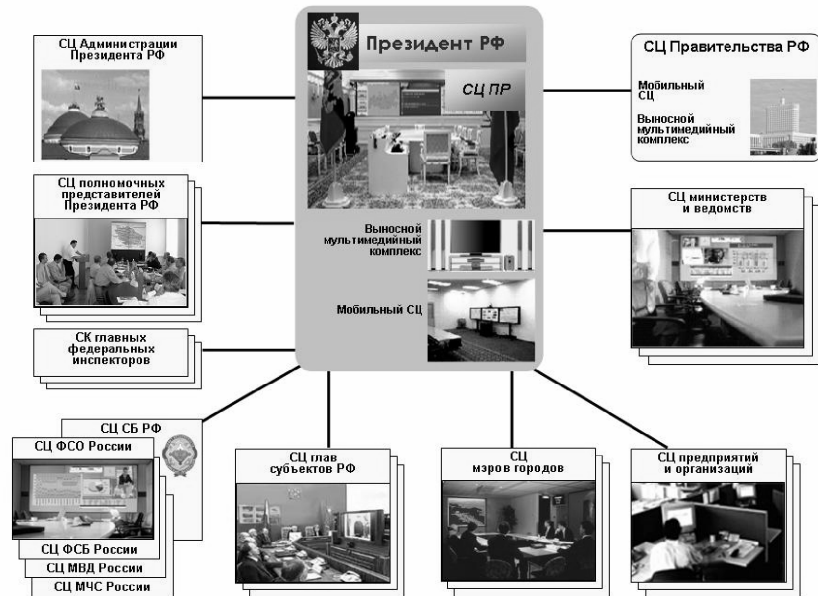 СЦ Администрации
Президента РФ
Президент РФ
СЦ ПР
СЦ Правительства РФ
Мобильный
СЦ
Выносной
мультимедийный
комплекс
СЦ полномочных
представителей
Президента РФ
Выносной
мультимедийный
комплекс
Мобильный СЦ
СЦ министерств
и ведомств
СК главных
федеральных
инспекторов
СЦ СБ РФ
СЦ ФСО России
СЦ ФСБ России
СЦ МВД России
СЦ МЧС России
СЦ глав
субъектов РФ
СЦ
мэров городов
СЦ предприятий
и организаций